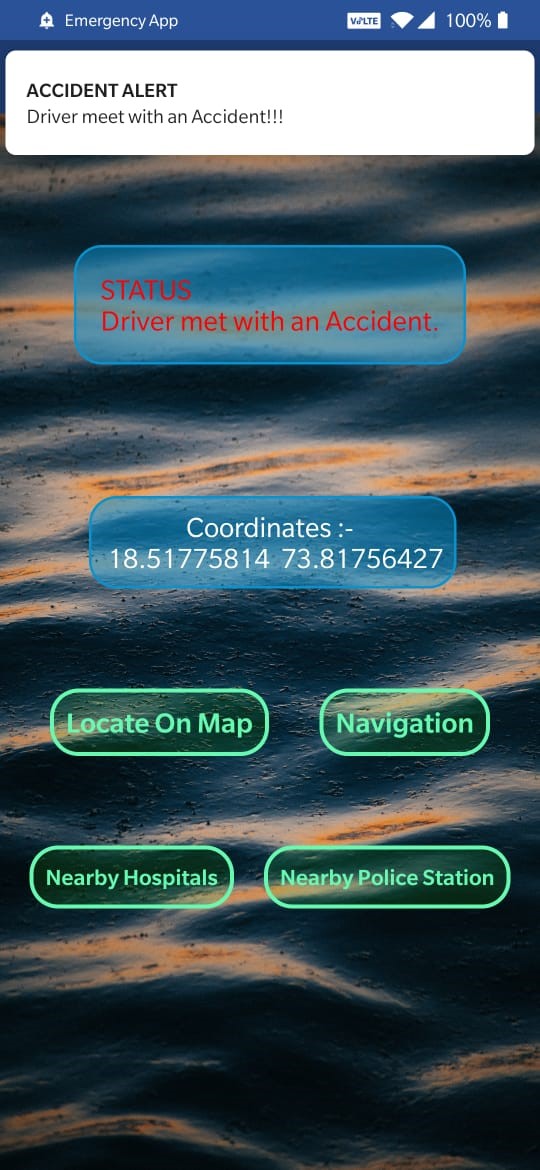 Emergency App VoLTE 100%
ACCIDENT ALERT
Driver meet with an Accident!!!
STATUS
Driver met with an Accident.
Coordinates :-
18.51775814 73.81756427
Locate On Map Navigation
Nearby Hospitals Nearby Police Station